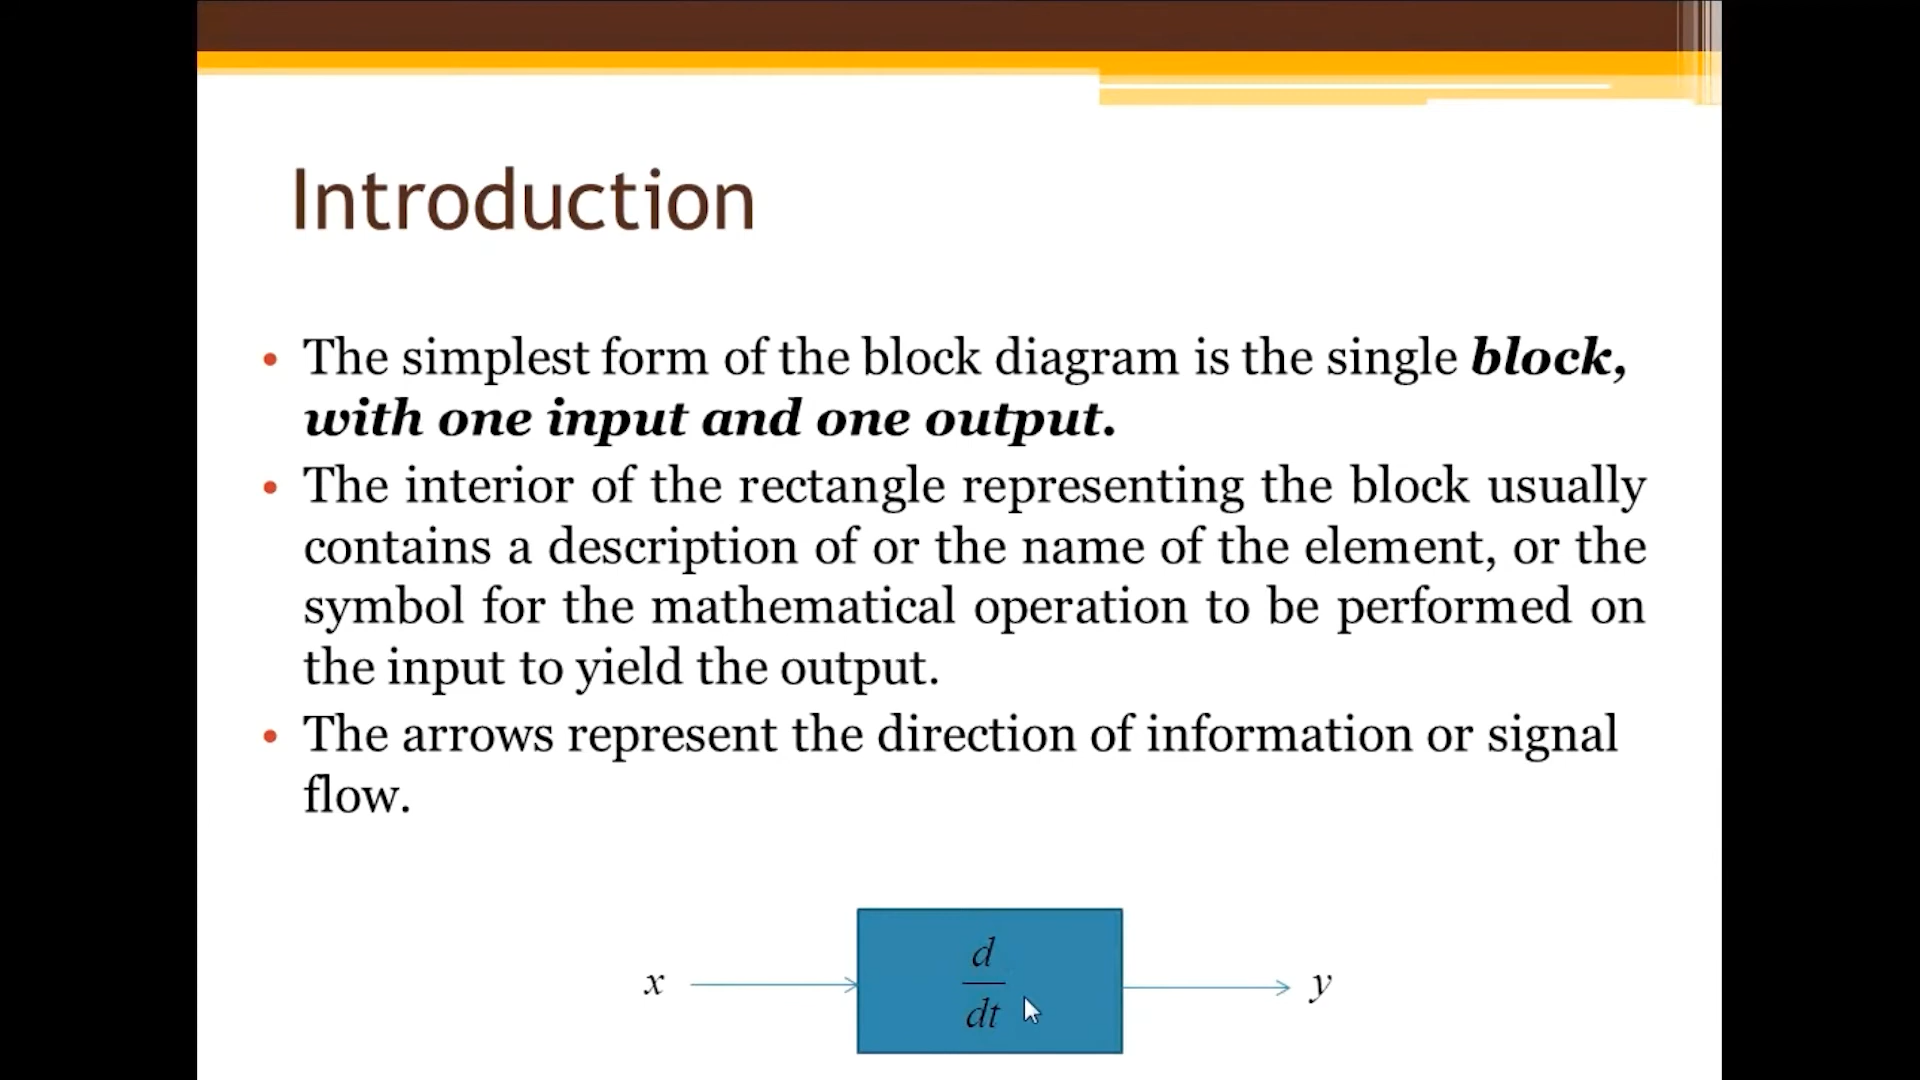 Introduction
• The simplest form of the block diagram is the single block,
with one input and one output.
• The interior of the rectangle representing the block usually
contains a description of or the name of the element, or the
symbol for the mathematical operation to be performed on
the input to yield the output.
• The arrows represent the direction of information or signal
flow.
x
d
dt
y